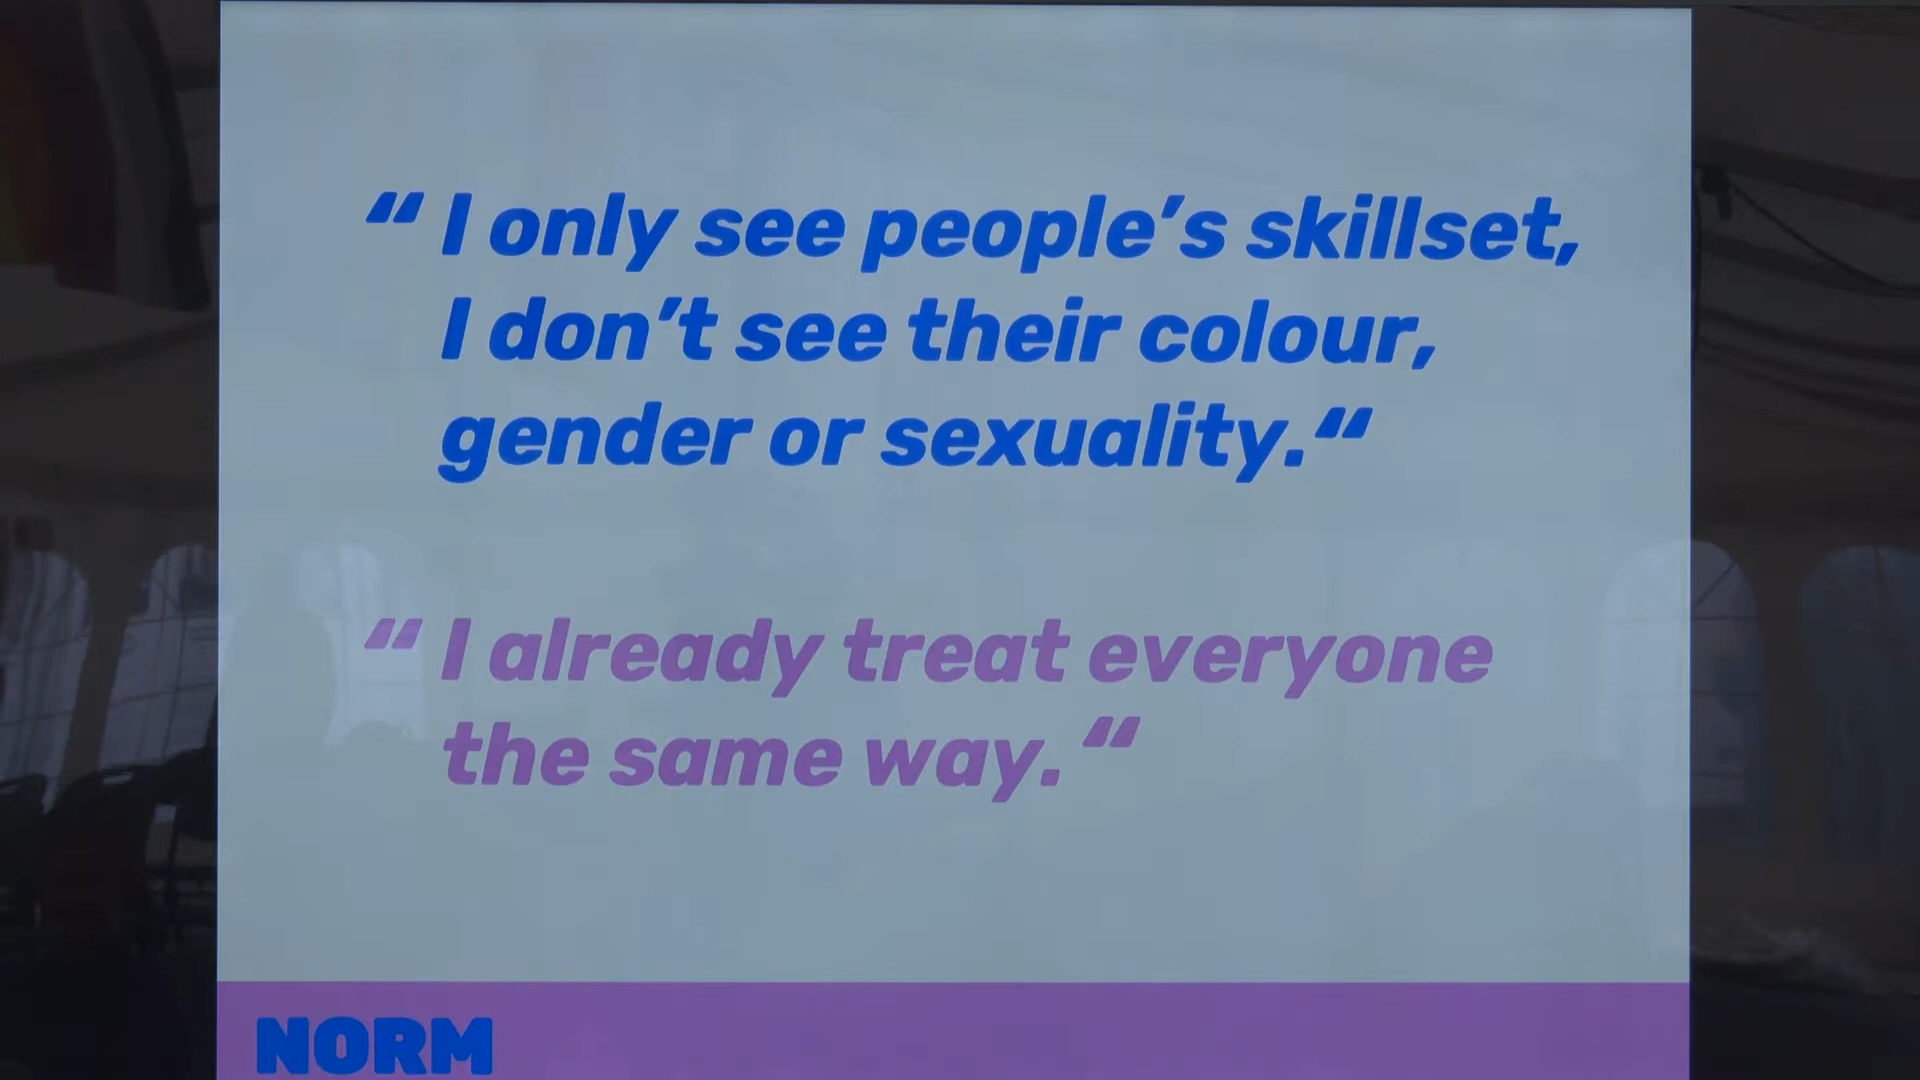 “ I only see people’s skillset,
I don’t see their colour,
gender or sexuality.“
“ I already treat everyone
the same way. “
NORM